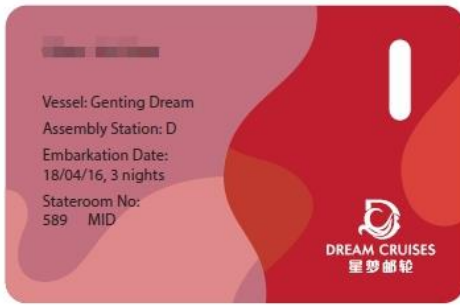 Vessel: Genting Dream
Assembly Station: D
Embarkation Date:
18/04/16, 3 nights
Stateroom No:
589 MID
DREAM CRUISES
星梦邮轮